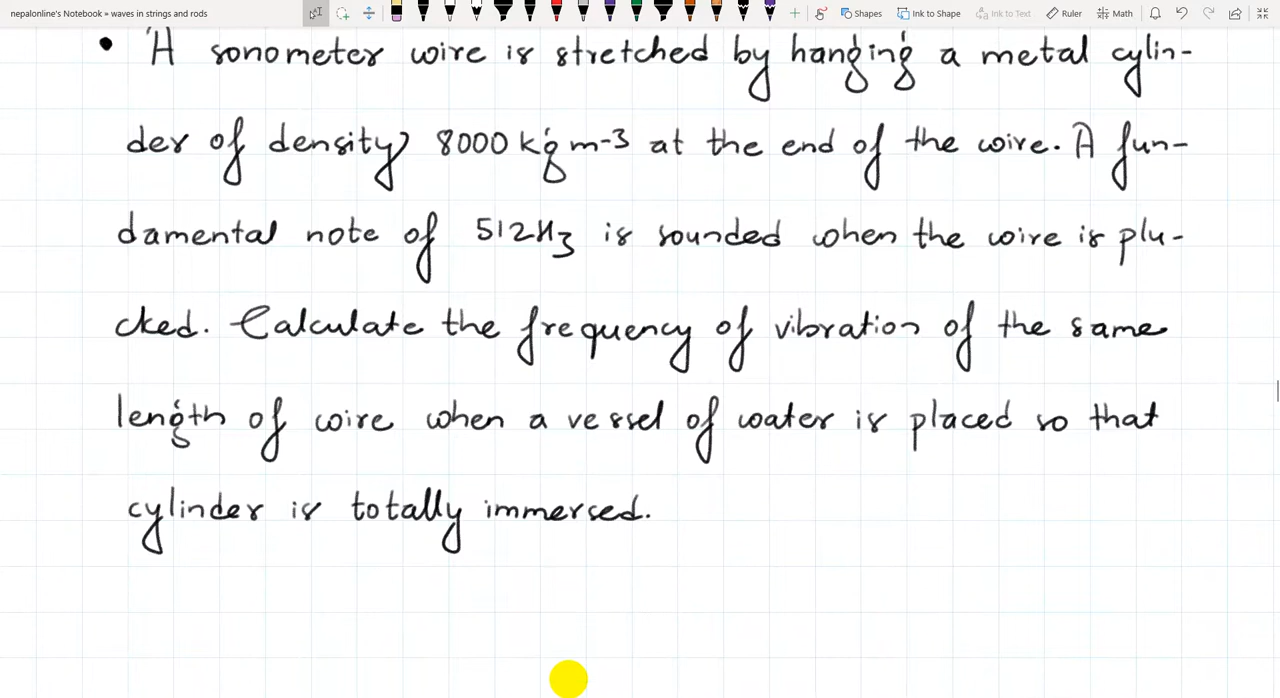 nepalonline's Notebook » waves in strings and rods
Shapes Ink to Shape Ink to Text Ruler Math
• A sonometer wire is stretched by hanging a metal cylin-
der of density 8000 kg m-3 at the end of the wire. A fun-
damental note of 512Hz is sounded when the wire is plu-
cked. Calculate the frequency of vibration of the same
length of wire when a vessel of water is placed so that
cylinder is totally immersed.